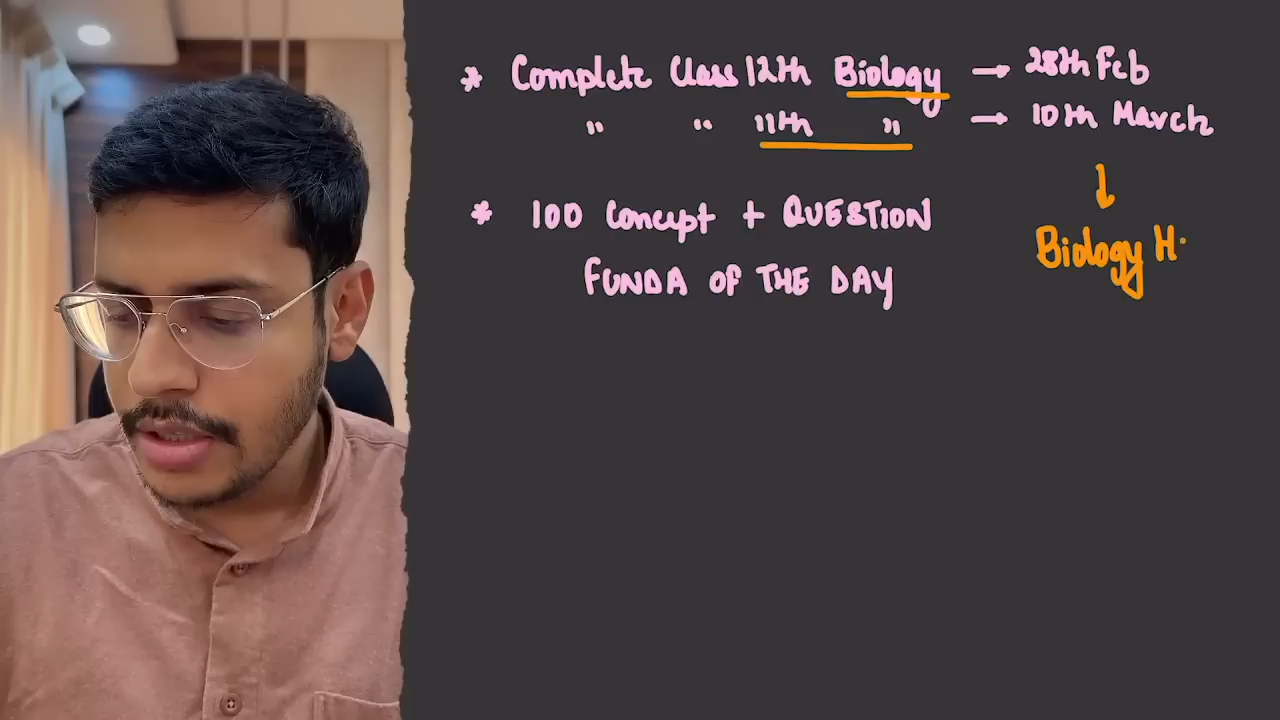 * Complete Class 12th Biology → 28th Feb
" " 11th " → 10th March
↓
Biology H.
* 100 Concept + QUESTION
FUNDA OF THE DAY